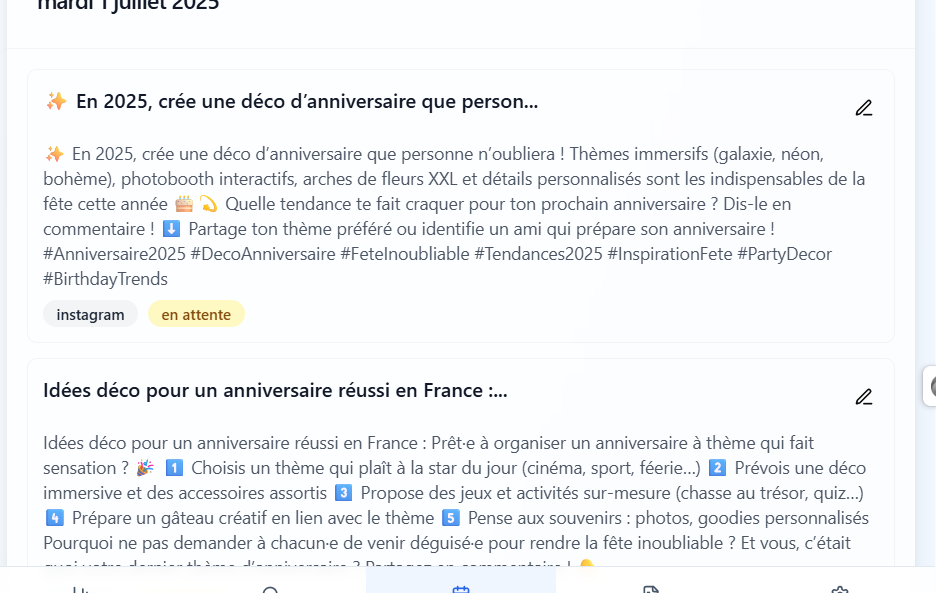 mardi 1 juillet 2025
✨ En 2025, crée une déco d’anniversaire que person...
✨ En 2025, crée une déco d’anniversaire que personne n’oubliera ! Thèmes immersifs (galaxie, néon,
bohème), photobooth interactifs, arches de fleurs XXL et détails personnalisés sont les indispensables de la
fête cette année 🎂 💫 Quelle tendance te fait craquer pour ton prochain anniversaire ? Dis-le en
commentaire ! ⬇️ Partage ton thème préféré ou identifie un ami qui prépare son anniversaire !
#Anniversaire2025 #DecoAnniversaire #FeteInoubliable #Tendances2025 #InspirationFete #PartyDecor
#BirthdayTrends
instagram en attente
Idées déco pour un anniversaire réussi en France :...
Idées déco pour un anniversaire réussi en France : Prêt·e à organiser un anniversaire à thème qui fait
sensation ? 🎉 1️⃣ Choisis un thème qui plaît à la star du jour (cinéma, sport, féerie…) 2️⃣ Prévois une déco
immersive et des accessoires assortis 3️⃣ Propose des jeux et activités sur-mesure (chasse au trésor, quiz…)
4️⃣ Prépare un gâteau créatif en lien avec le thème 5️⃣ Pense aux souvenirs : photos, goodies personnalisés
Pourquoi ne pas demander à chacun·e de venir déguisé·e pour rendre la fête inoubliable ? Et vous, c’était
quoi votre dernier thème d’anniversaire ? Partagez en commentaire ! 👇